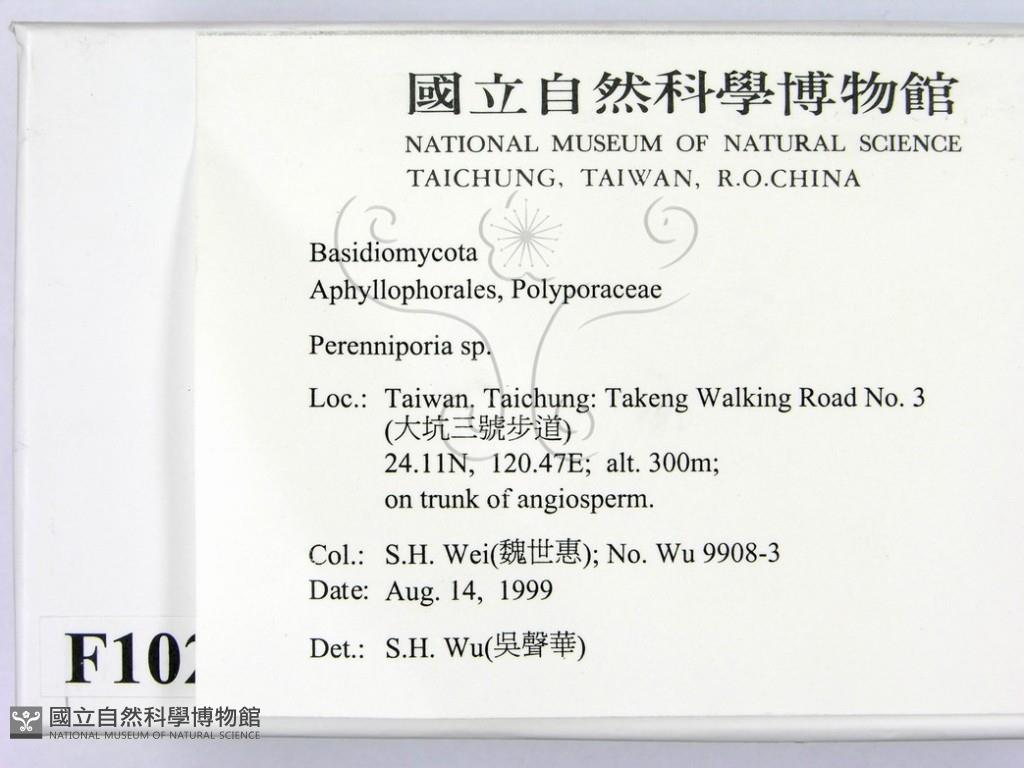 國立自然科學博物館
NATIONAL MUSEUM OF NATURAL SCIENCE
TAICHUNG, TAIWAN, R.O.CHINA
Basidiomycota
Aphyllophorales, Polyporaceae
Perenniporia sp.
Loc.: Taiwan. Taichung: Takeng Walking Road No. 3
(大坑三號步道)
24.11N, 120.47E; alt. 300m;
on trunk of angiosperm.
Col.: S.H. Wei(魏世惠); No. Wu 9908-3
Date: Aug. 14, 1999
Det.: S.H. Wu(吳聲華)
F102
國立自然科學博物館
NATIONAL MUSEUM OF NATURAL SCIENCE